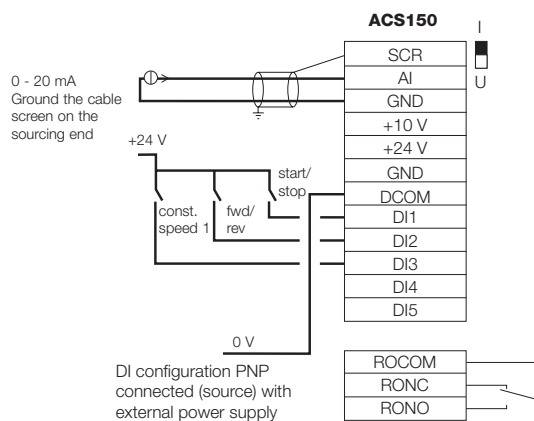 ACS150
I
SCR
AI
U
GND
+10 V
+24 V
GND
DCOM
DI1
DI2
DI3
DI4
DI5
0 - 20 mA
Ground the cable
screen on the
sourcing end
+24 V
start/
stop
const.
speed 1
fwd/
rev
0 V
DI configuration PNP
connected (source) with
external power supply
ROCOM
RONC
RONO